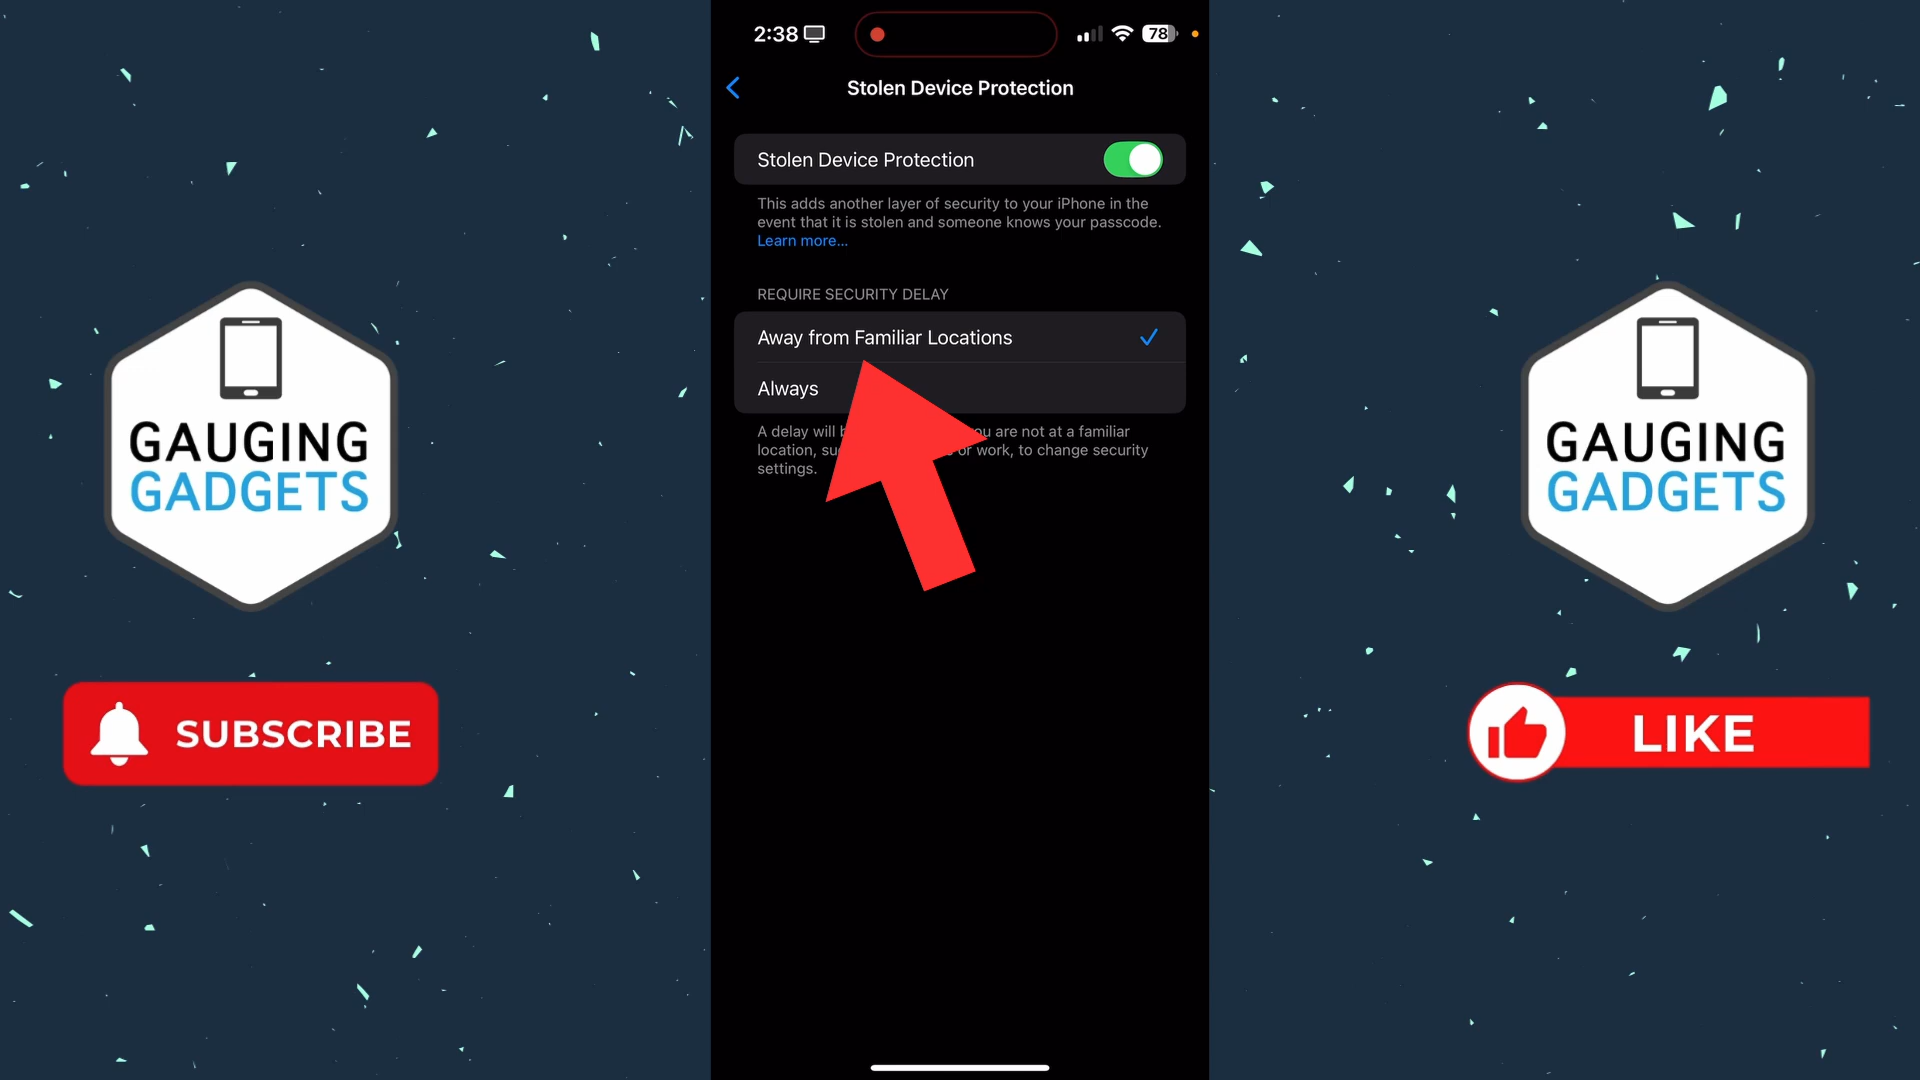 2:38
78
Stolen Device Protection
Stolen Device Protection
This adds another layer of security to your iPhone in the
event that it is stolen and someone knows your passcode.
Learn more...
REQUIRE SECURITY DELAY
Away from Familiar Locations
Always
A delay will ou are not at a familiar
location, or work, to change security
settings.
GAUGING
GADGETS
SUBSCRIBE
GAUGING
GADGETS
LIKE